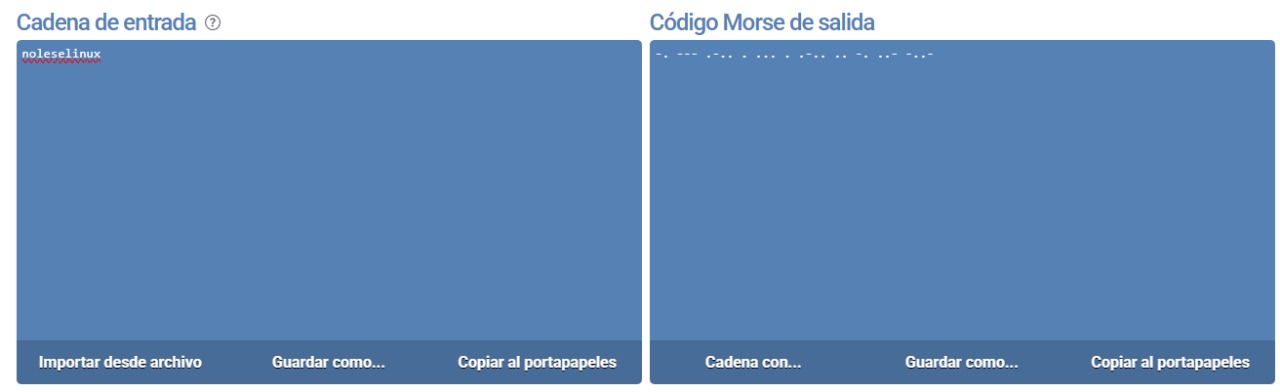 Cadena de entrada
noleselinux
Importar desde archivo
Guardar como...
Copiar al portapapeles
Código Morse de salida
-. --- .-.. . ... . .-.. .. -. ..- -..-
Cadena con...
Guardar como...
Copiar al portapapeles